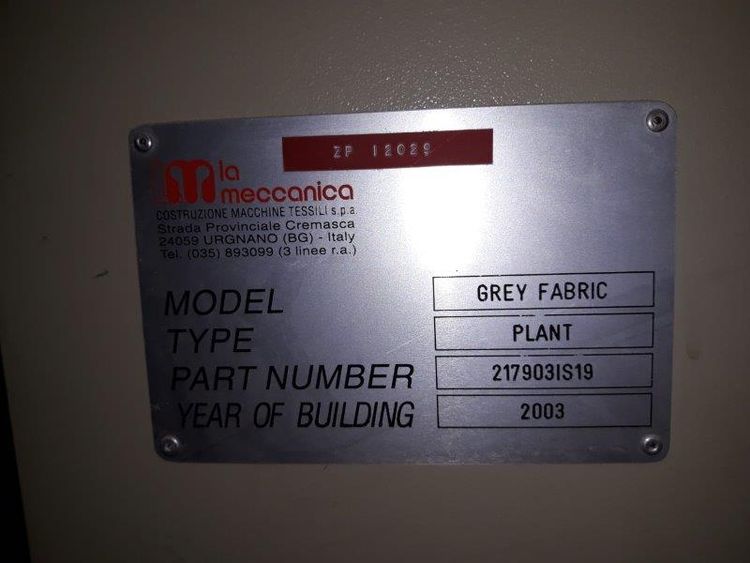 ZP 12029
la
meccanica
COSTRUZIONE MACCHINE TESSILI s.p.a
Strada Provinciale Cremasca
24059 URGNANO (BG) - Italy
Tel. (035) 893099 (3 linee r.a.)
MODEL GREY FABRIC
TYPE PLANT
PART NUMBER 217903IS19
YEAR OF BUILDING 2003